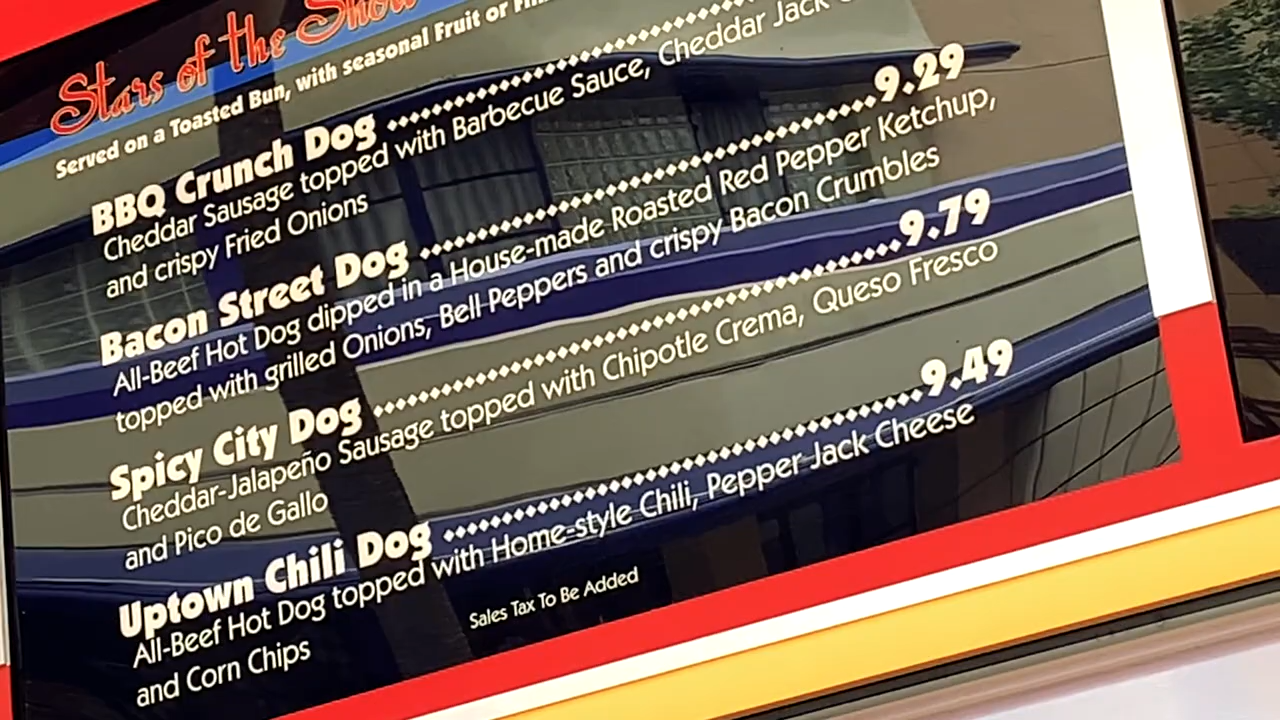 Stars of the Show
Served on a Toasted Bun, with seasonal Fruit or
BBQ Crunch Dog
Cheddar Sausage topped with Barbecue Sauce, Cheddar Jack
and crispy Fried Onions
Bacon Street Dog 9.29
All-Beef Hot Dog dipped in a House-made Roasted Red Pepper Ketchup,
topped with grilled Onions, Bell Peppers and crispy Bacon Crumbles
Spicy City Dog 9.79
Cheddar-Jalapeño Sausage topped with Chipotle Crema, Queso Fresco
and Pico de Gallo
Uptown Chili Dog 9.49
All-Beef Hot Dog topped with Home-style Chili, Pepper Jack Cheese
and Corn Chips
Sales Tax To Be Added